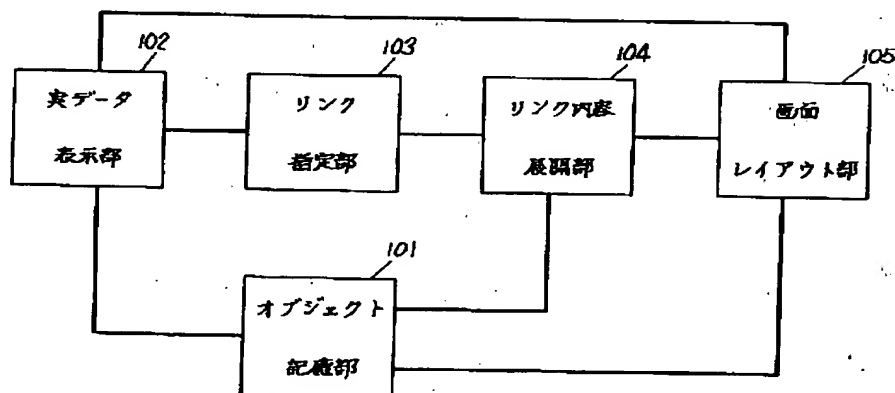 102
実データ
表示部
103
リンク
指定部
104
リンク内容
展開部
105
画面
レイアウト部
101
オブジェクト
記憶部